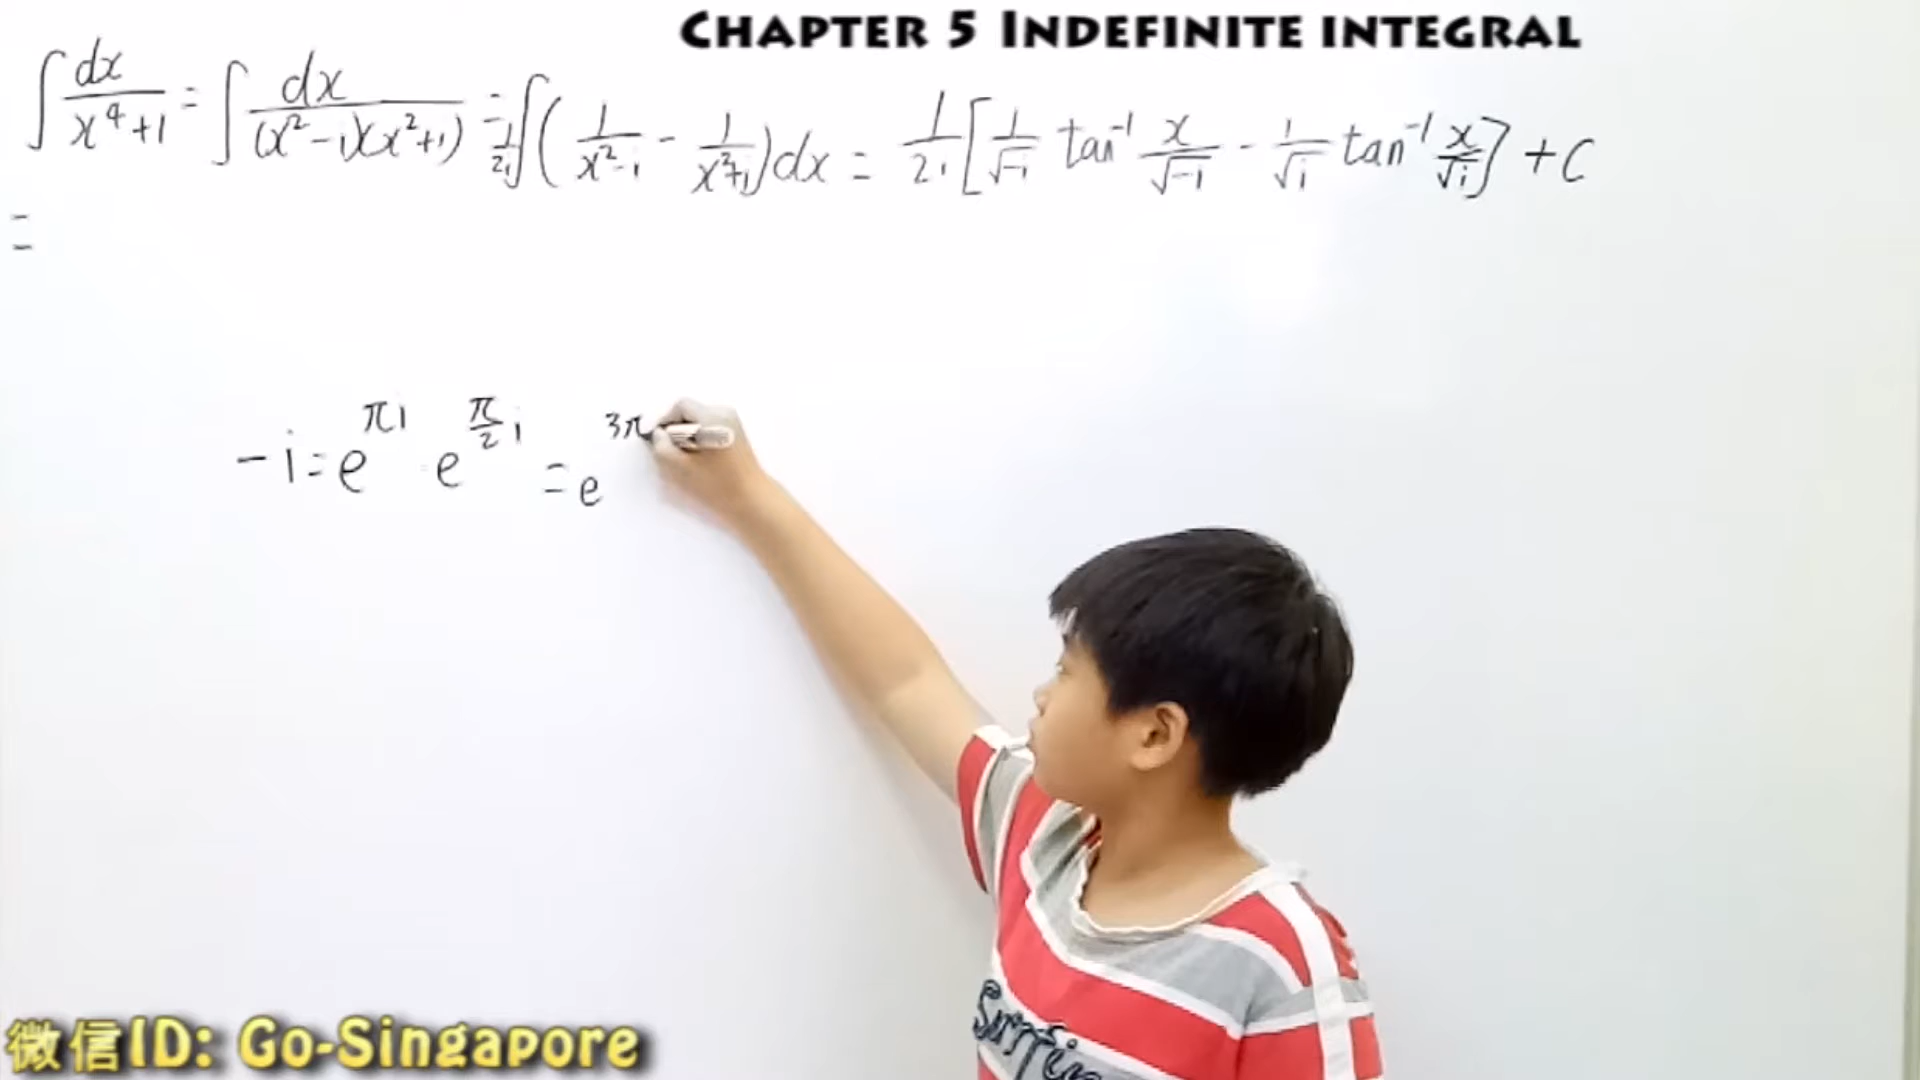 CHAPTER 5 INDEFINITE INTEGRAL
∫ dx/(x⁴+1) = ∫ dx/((x²-i)(x²+i)) = 1/2i ∫ (1/(x²-i) - 1/(x²+i)) dx = 1/2i [1/√-i tan⁻¹ x/√-i - 1/√i tan⁻¹ x/√i] + C
=
-i = e^πi · e^(π/2 i) = e^3π
微信ID: Go-Singapore